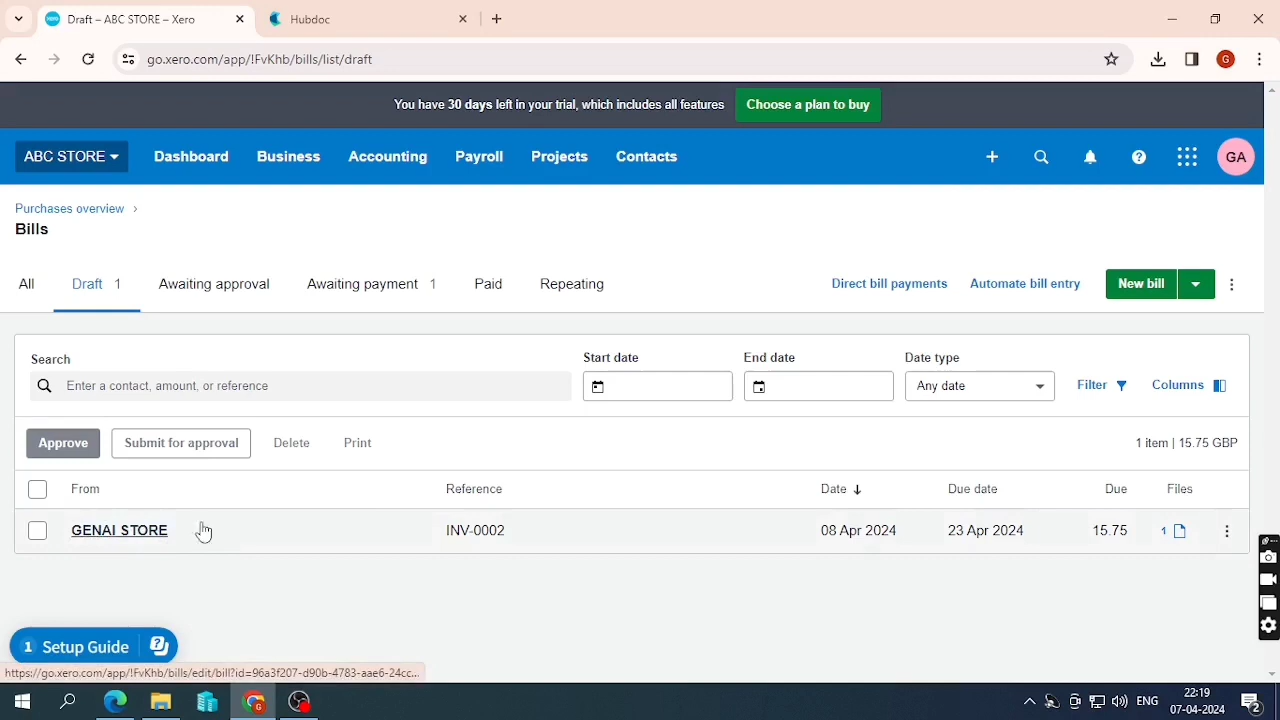 Draft – ABC STORE – Xero
Hubdoc
go.xero.com/app/!FvKhb/bills/list/draft
G
You have 30 days left in your trial, which includes all features
Choose a plan to buy
ABC STORE
Dashboard
Business
Accounting
Payroll
Projects
Contacts
GA
Purchases overview
Bills
All
Draft 1
Awaiting approval
Awaiting payment 1
Paid
Repeating
Direct bill payments
Automate bill entry
New bill
Search
Start date
End date
Date type
Enter a contact, amount, or reference
Any date
Filter
Columns
Approve
Submit for approval
Delete
Print
1 item | 15.75 GBP
From
Reference
Date
Due date
Due
Files
GENAI STORE
INV-0002
08 Apr 2024
23 Apr 2024
15.75
1
1 Setup Guide
https://go.xero.com/app/!FvKhb/bills/edit/bill?id=96a3f207-d90b-4783-aae6-24cc...
ENG
22:19
07-04-2024
2